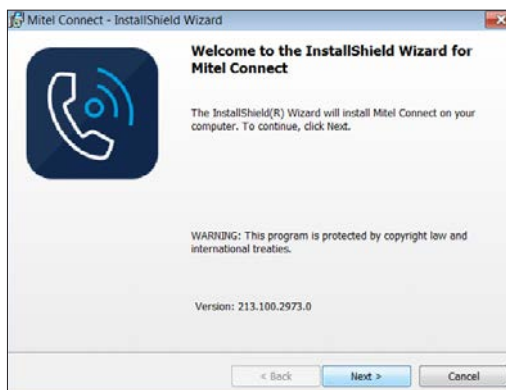 Mitel Connect - InstallShield Wizard
Welcome to the InstallShield Wizard for
Mitel Connect
The InstallShield(R) Wizard will install Mitel Connect on your
computer. To continue, click Next.
WARNING: This program is protected by copyright law and
international treaties.
Version: 213.100.2973.0
< Back
Next >
Cancel